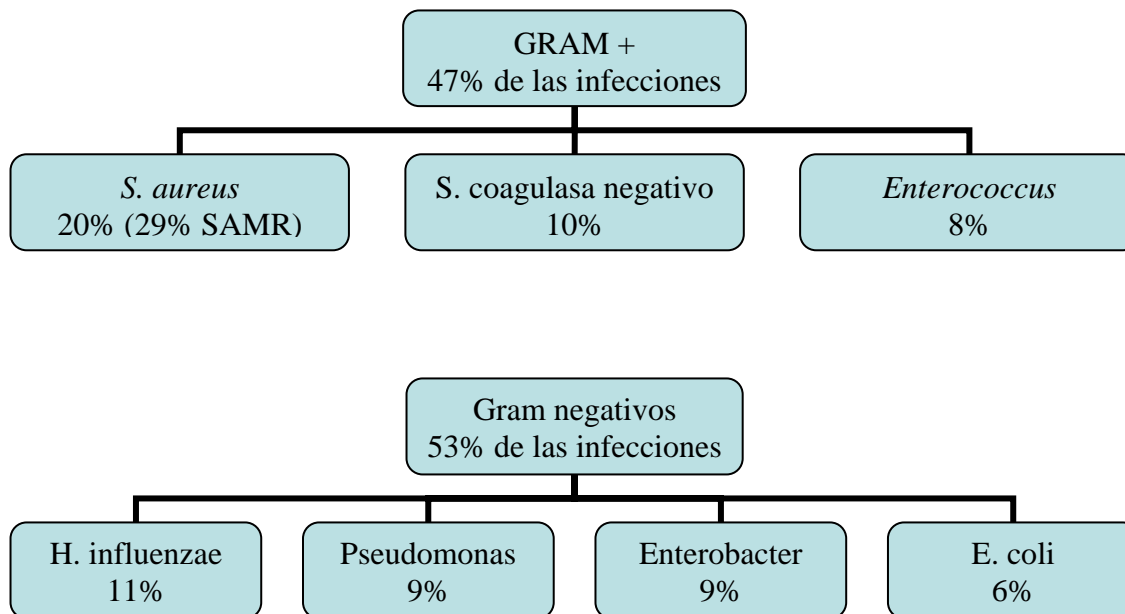 GRAM +
47% de las infecciones
S. aureus
20% (29% SAMR)
S. coagulasa negativo
10%
Enterococcus
8%
Gram negativos
53% de las infecciones
H. influenzae
11%
Pseudomonas
9%
Enterobacter
9%
E. coli
6%